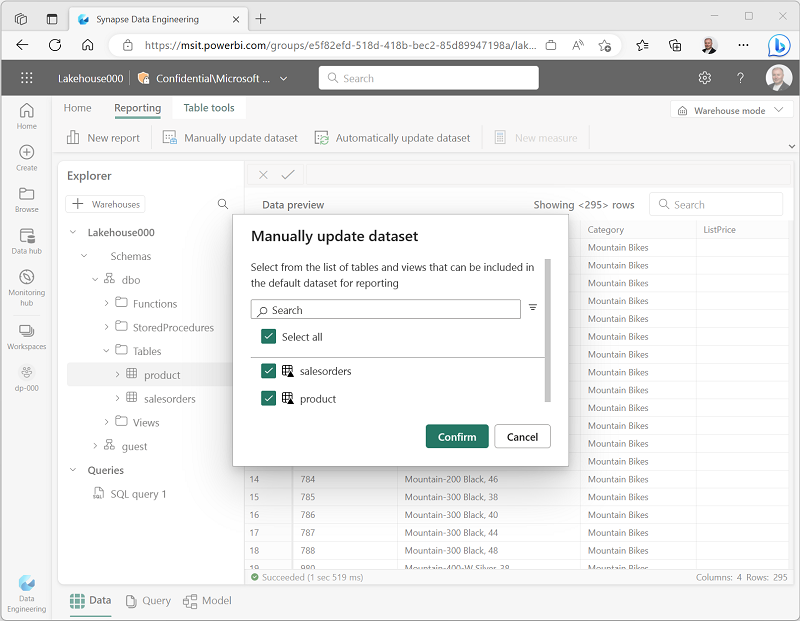 Synapse Data Engineering
https://msit.powerbi.com/groups/e5f82efd-518d-418b-bec2-85d89947198a/lak...
Lakehouse000
Confidential\Microsoft ...
Search
Home
Reporting
Table tools
Warehouse mode
New report
Manually update dataset
Automatically update dataset
New measure
Home
Create
Browse
Data hub
Monitoring
hub
Workspaces
dp-000
Data
Engineering
Explorer
Warehouses
Lakehouse000
Schemas
dbo
Functions
StoredProcedures
Tables
product
salesorders
Views
guest
Queries
SQL query 1
Data preview
Showing <295> rows
Search
Category
ListPrice
Mountain Bikes
Mountain Bikes
Mountain Bikes
Mountain Bikes
Mountain Bikes
Mountain Bikes
Mountain Bikes
Mountain Bikes
Mountain Bikes
Mountain Bikes
Mountain Bikes
Mountain Bikes
Mountain Bikes
14 784 Mountain-200 Black, 46 Mountain Bikes
15 785 Mountain-300 Black, 38 Mountain Bikes
16 786 Mountain-300 Black, 40 Mountain Bikes
17 787 Mountain-300 Black, 44 Mountain Bikes
18 788 Mountain-300 Black, 48 Mountain Bikes
19 980 Mountain-400-W Silver, 38 Mountain Bikes
Manually update dataset
Select from the list of tables and views that can be included in
the default dataset for reporting
Search
Select all
salesorders
product
Confirm
Cancel
Succeeded (1 sec 519 ms)
Columns: 4 Rows: 295
Data
Query
Model